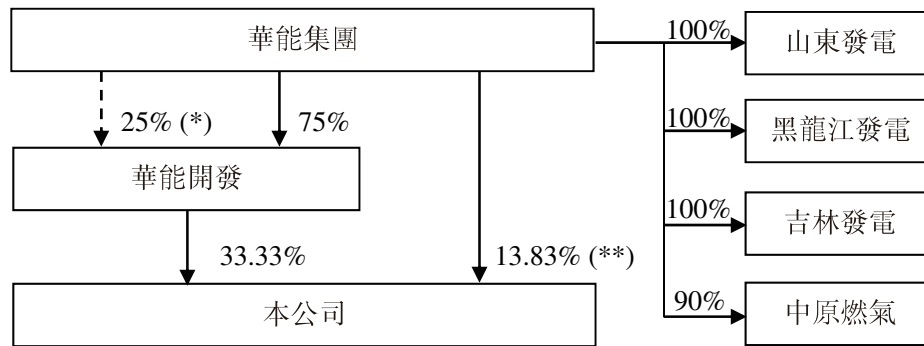 華能集團
100%
山東發電
25% (*)
75%
100%
黑龍江發電
華能開發
100%
吉林發電
33.33%
13.83% (**)
90%
中原燃氣
本公司